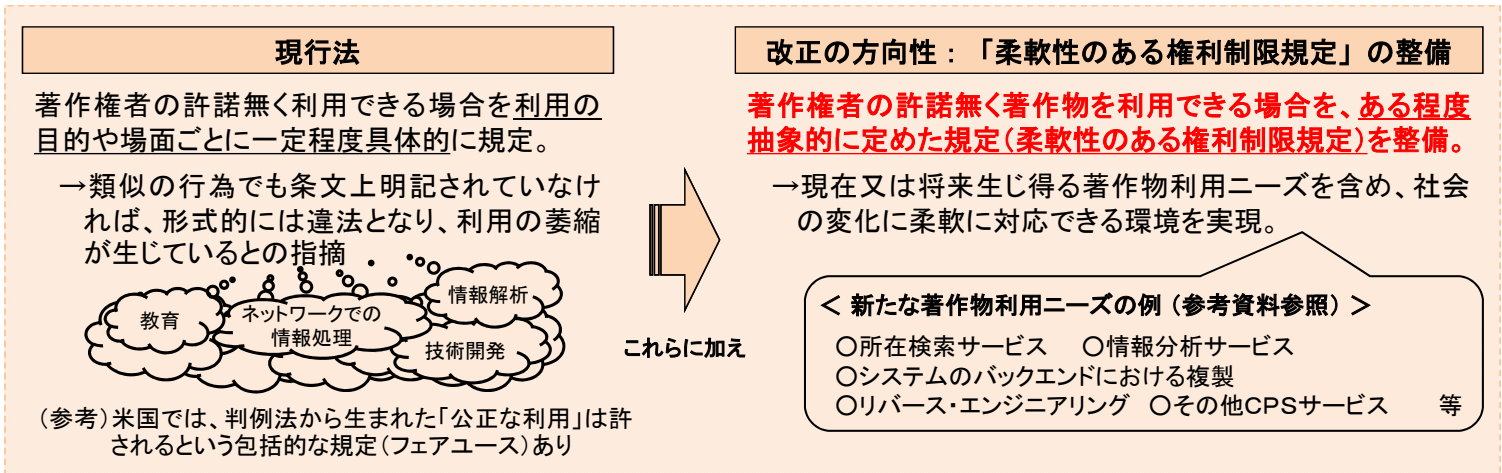 現行法
著作権者の許諾無く利用できる場合を利用の
目的や場面ごとに一定程度具体的に規定。
→類似の行為でも条文上明記されていなけ
れば、形式的には違法となり、利用の萎縮
が生じているとの指摘
教育
ネットワークでの
情報処理
情報解析
技術開発
(参考)米国では、判例法から生まれた「公正な利用」は許
されるという包括的な規定(フェアユース)あり
これらに加え
改正の方向性:「柔軟性のある権利制限規定」の整備
著作権者の許諾無く著作物を利用できる場合を、ある程度
抽象的に定めた規定(柔軟性のある権利制限規定)を整備。
→現在又は将来生じ得る著作物利用ニーズを含め、社会
の変化に柔軟に対応できる環境を実現。
< 新たな著作物利用ニーズの例(参考資料参照) >
○所在検索サービス ○情報分析サービス
○システムのバックエンドにおける複製
○リバース・エンジニアリング ○その他CPSサービス 等